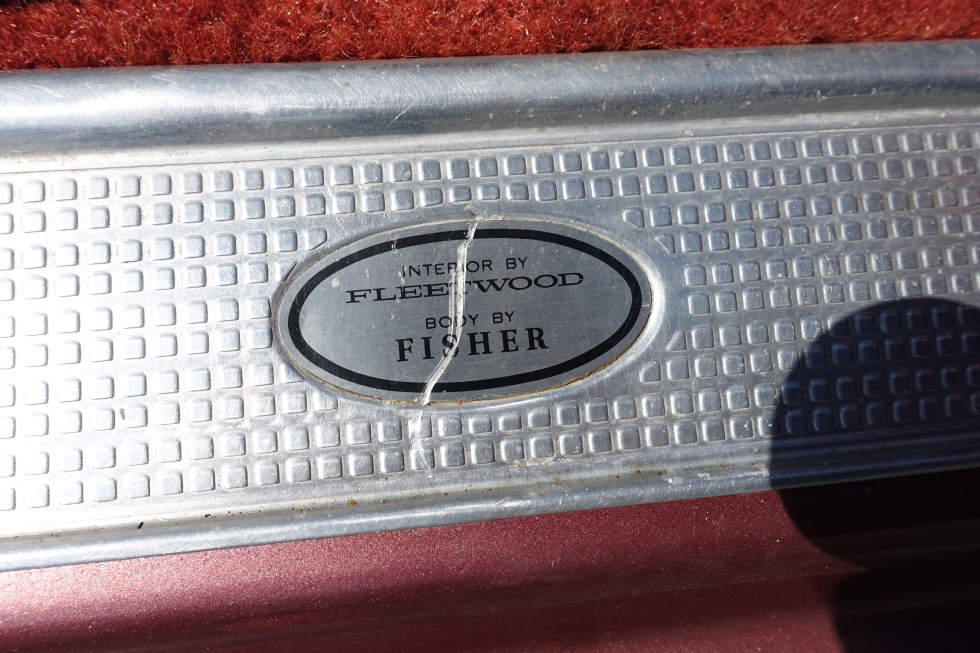 INTERIOR BY
FLEETWOOD
BODY BY
FISHER